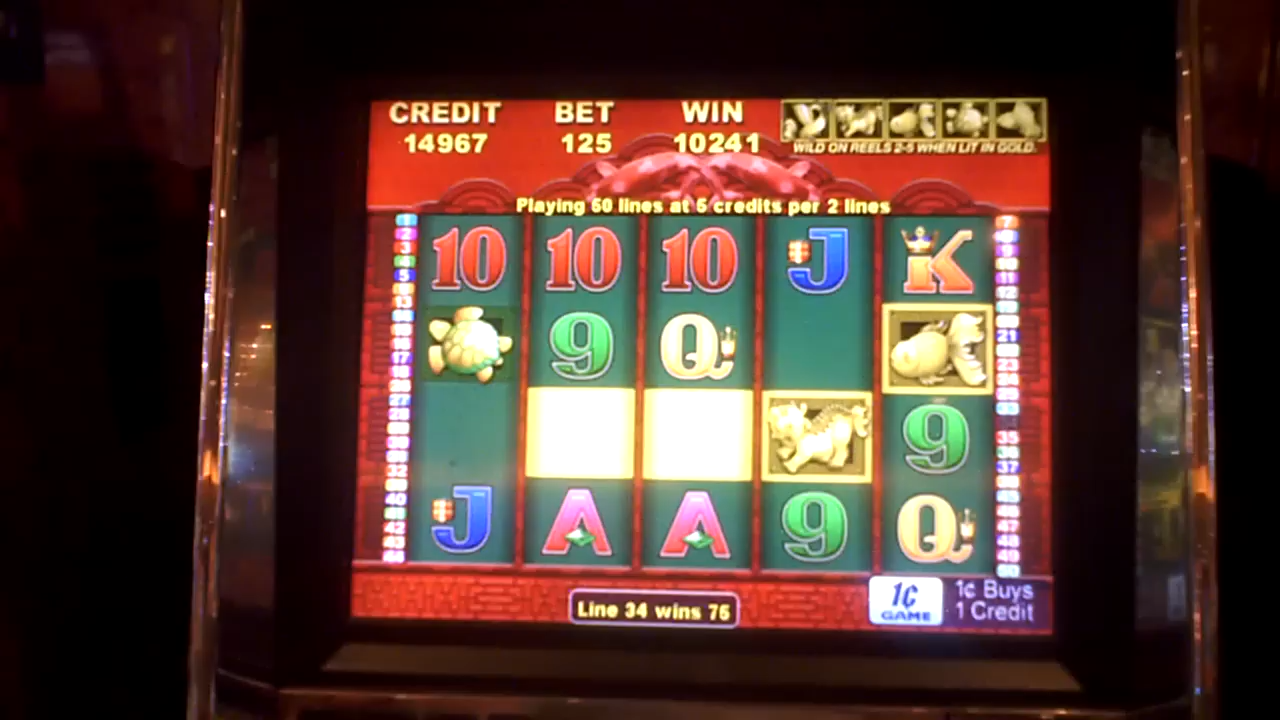 CREDIT BET WIN
14967 125 10241
WILD ON REELS 2-5 WHEN LIT IN GOLD.
Playing 50 lines at 5 credits per 2 lines
10 10 10 J K
9 Q
9
J A A 9 Q
Line 34 wins 75
1¢ GAME
1¢ Buys
1 Credit